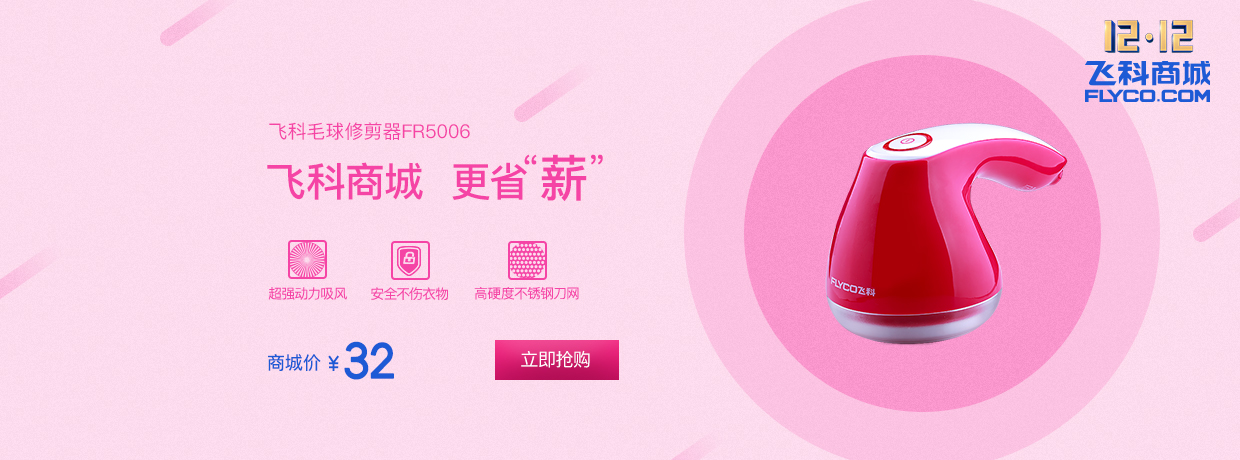 12·12
飞科商城
FLYCO.COM
飞科毛球修剪器FR5006
飞科商城 更省“薪”
超强动力吸风 安全不伤衣物 高硬度不锈钢刀网
商城价 ¥32 立即抢购
FLYCO飞科